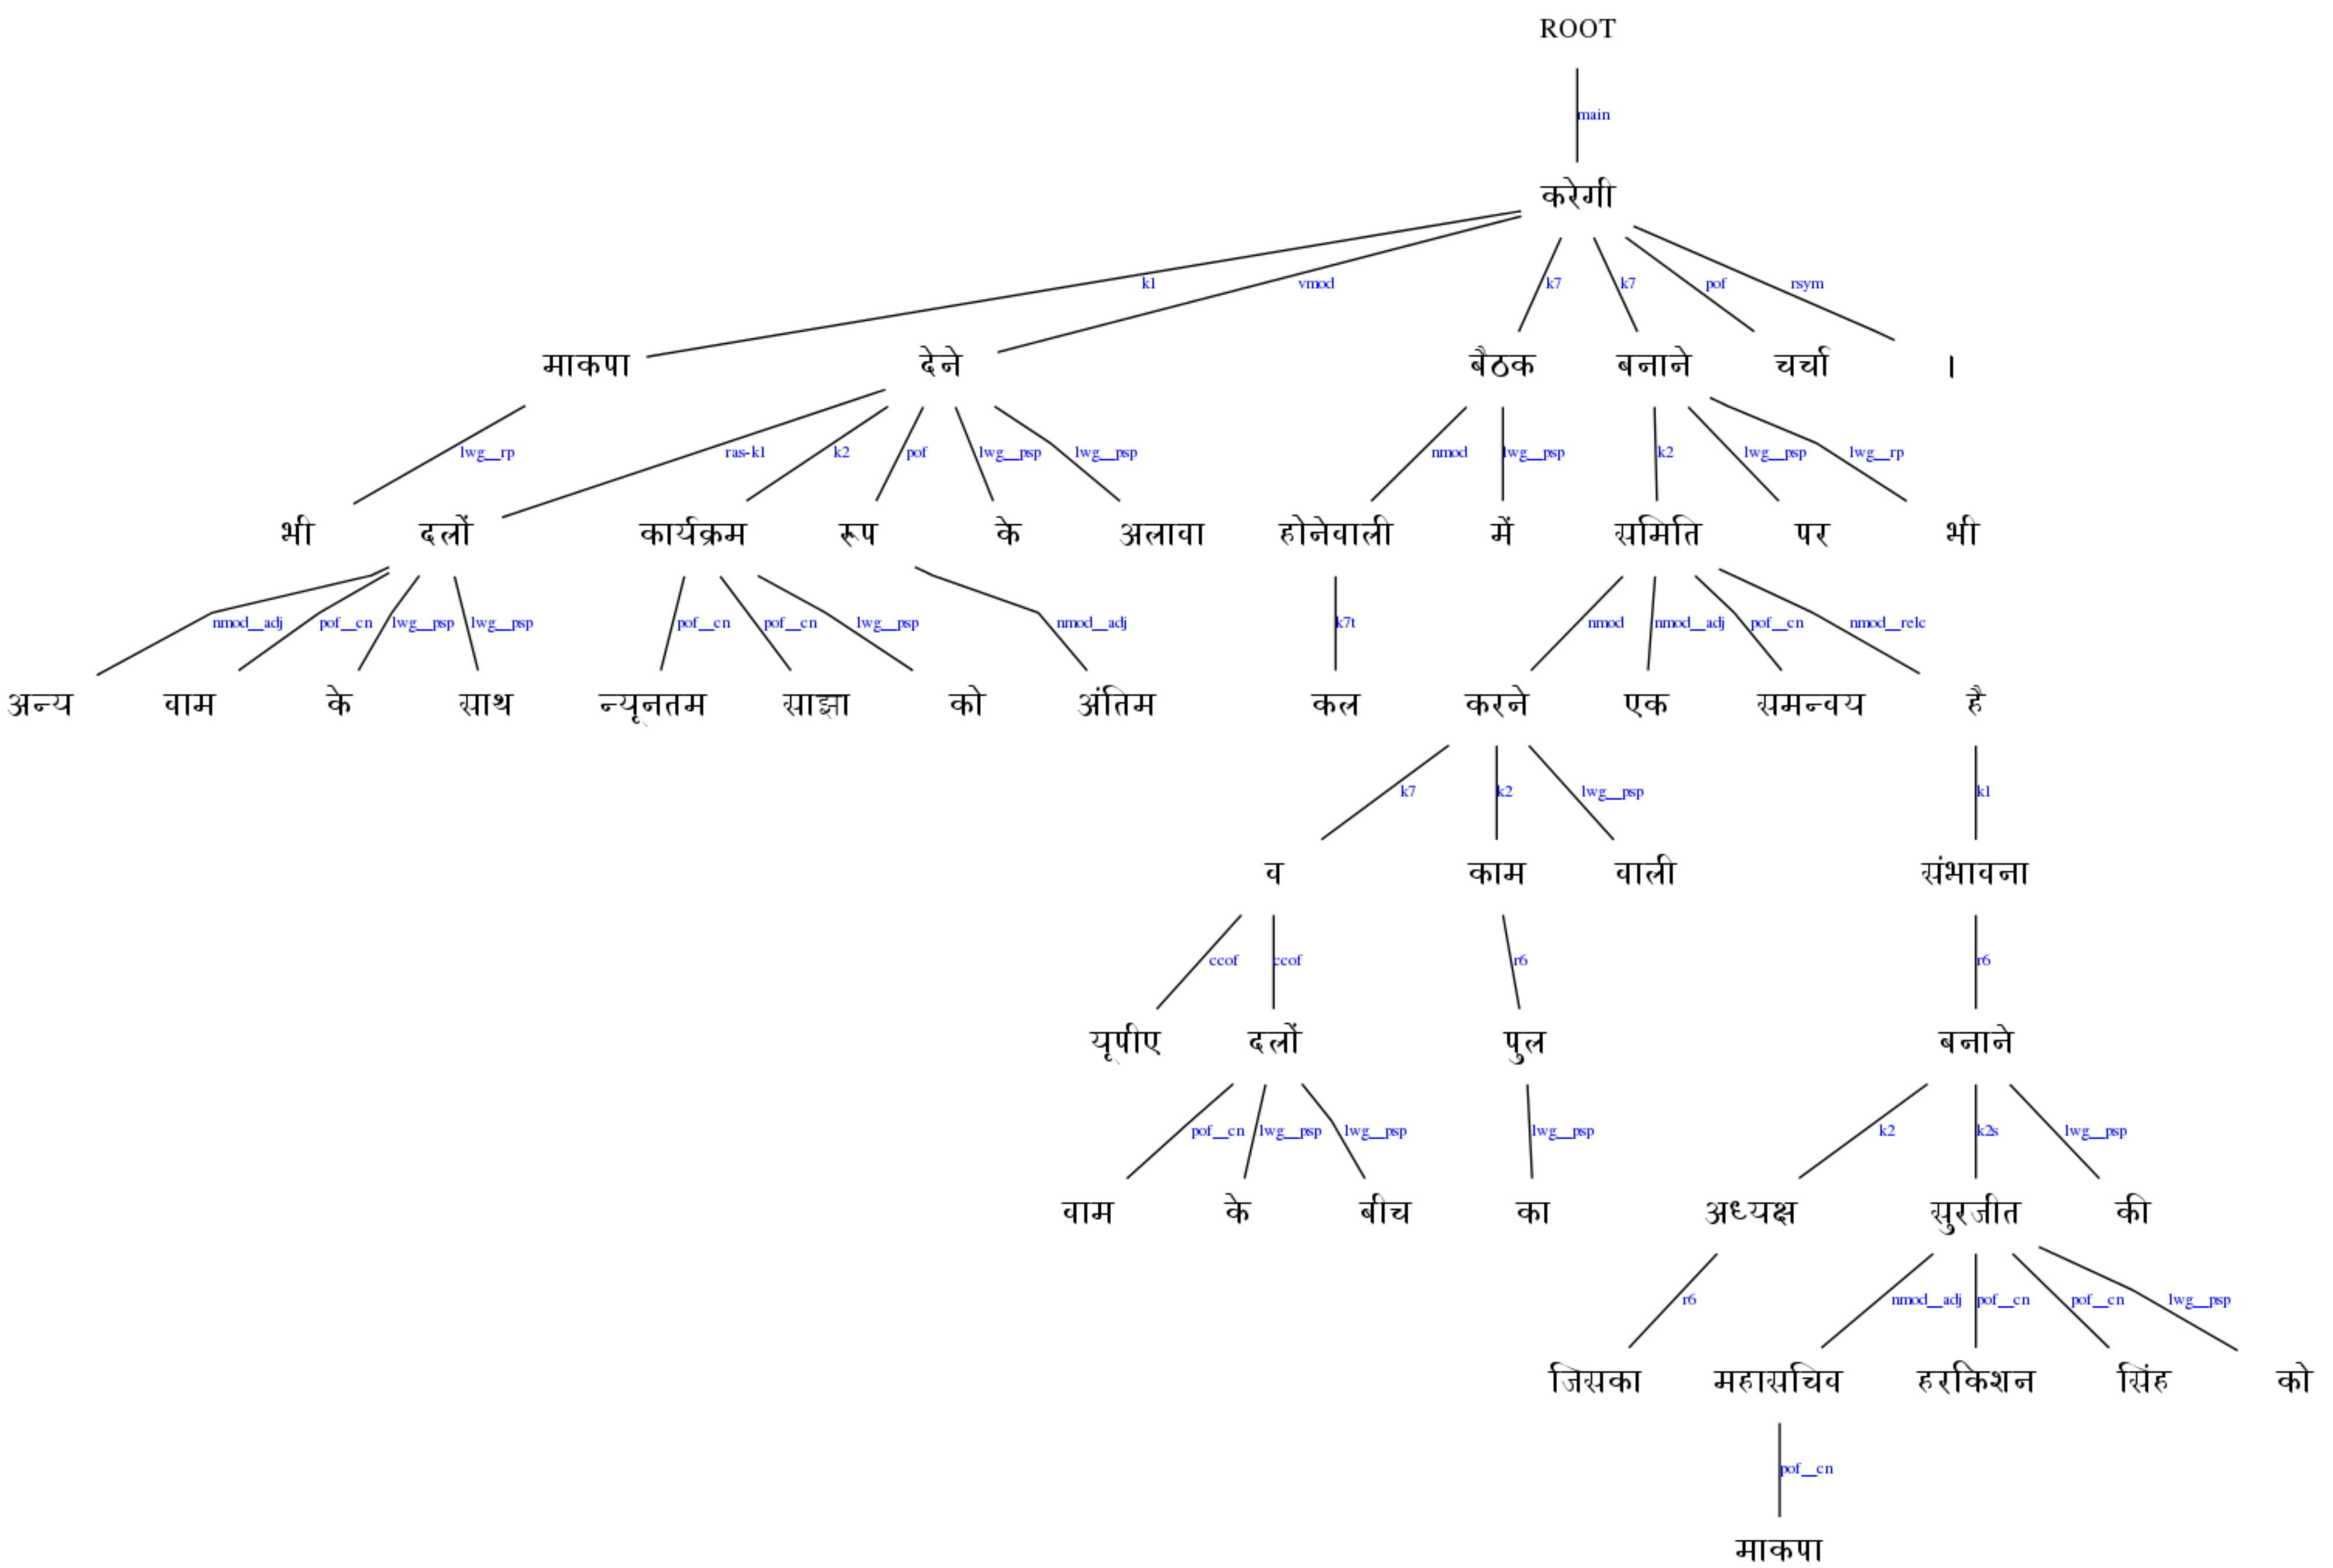 ROOT
main
करेगी
k1 vmod k7 k7 pof rsym
माकपा देने बैठक बनाने चर्चा ।
lwg__rp ras-k1 k2 pof lwg__psp lwg__psp nmod lwg__psp k2 lwg__psp lwg__rp
भी दलों कार्यक्रम रूप के अलावा होनेवाली में समिति पर भी
nmod__adj pof__cn lwg__psp lwg__psp pof__cn pof__cn lwg__psp nmod__adj k7t nmod nmod__adj pof__cn nmod__relc
अन्य वाम के साथ न्यूनतम साझा को अंतिम कल करने एक समन्वय है
k7 k2 lwg__psp k1
व काम वाली संभावना
ccof ccof r6 r6
यूपीए दलों पुल बनाने
pof__cn lwg__psp lwg__psp lwg__psp k2 k2s lwg__psp
वाम के बीच का अध्यक्ष सुरजीत की
r6 nmod__adj pof__cn pof__cn lwg__psp
जिसका महासचिव हरकिशन सिंह को
pof__cn
माकपा